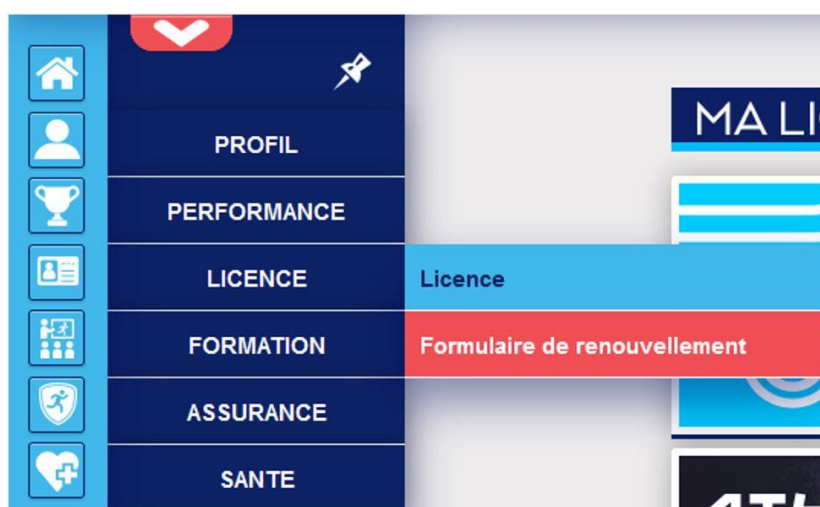 MA LI
PROFIL
PERFORMANCE
LICENCE
Licence
FORMATION
Formulaire de renouvellement
ASSURANCE
SANTE